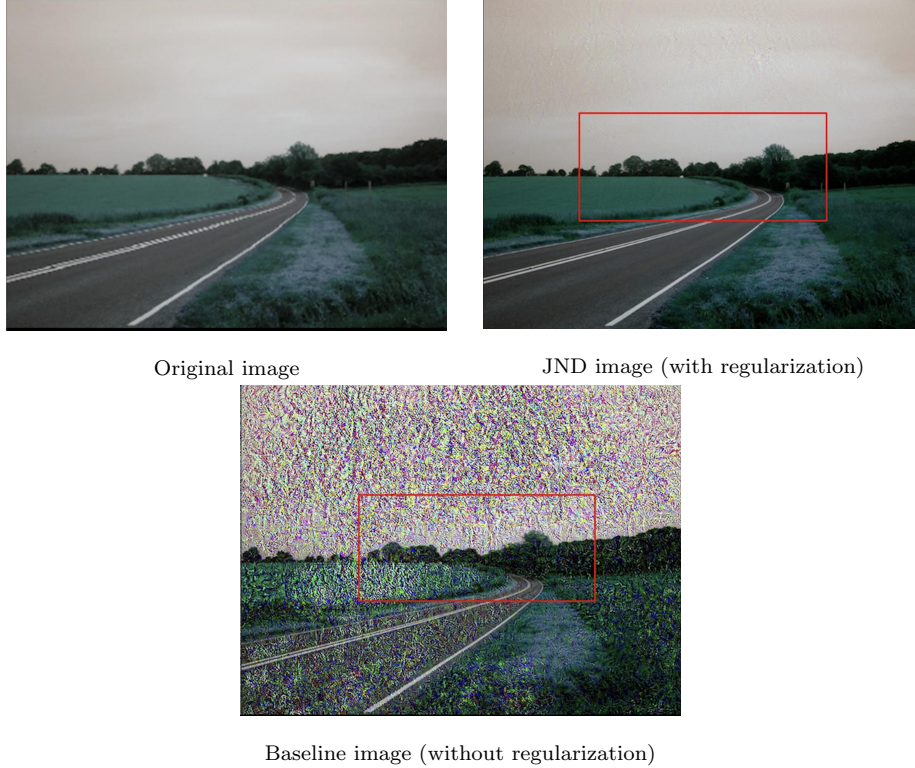 Original image
JND image (with regularization)
Baseline image (without regularization)